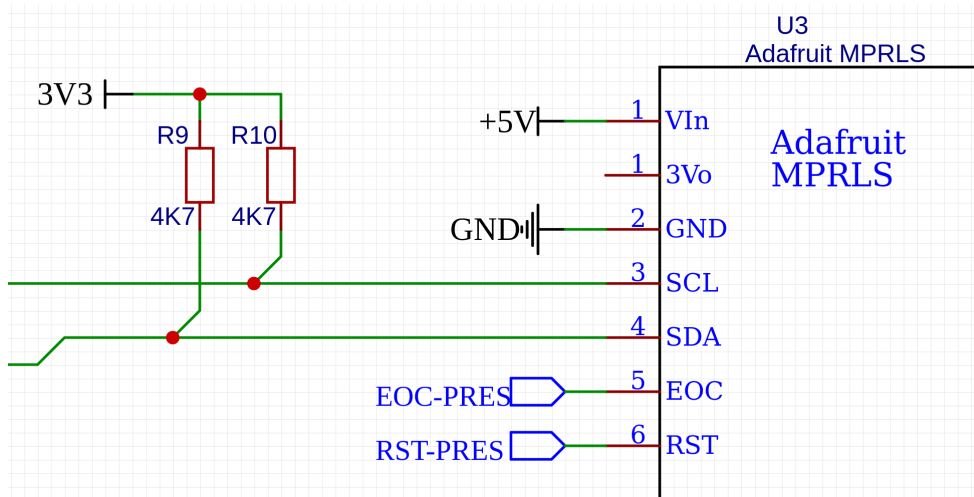 U3
Adafruit MPRLS
3V3
R9
R10
4K7
4K7
+5V
1
VIn
Adafruit
MPRLS
1
3Vo
GND
2
GND
3
SCL
4
SDA
EOC-PRES
5
EOC
RST-PRES
6
RST